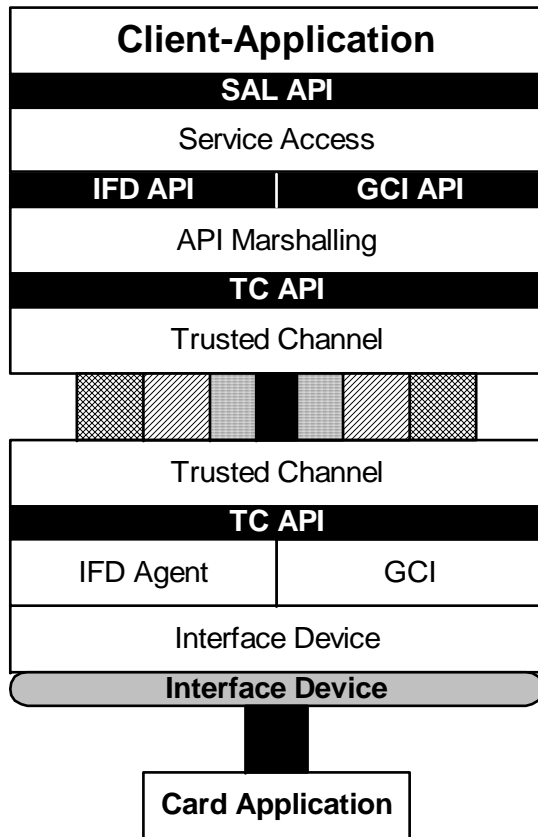 Client-Application
SAL API
Service Access
IFD API GCI API
API Marshalling
TC API
Trusted Channel
Trusted Channel
TC API
IFD Agent GCI
Interface Device
Interface Device
Card Application